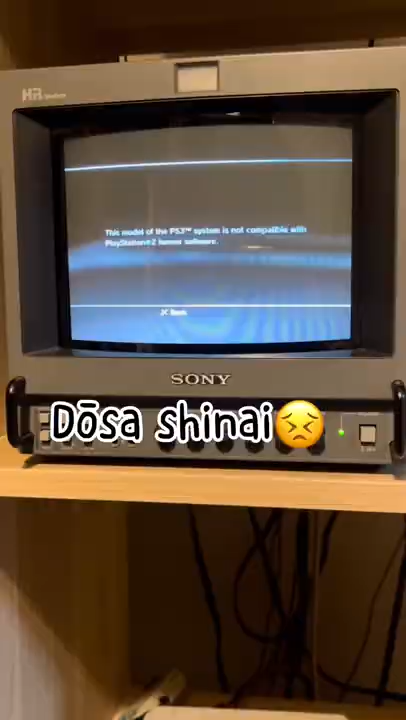 HR Trinitron
This model of the PS3™ system is not compatible with
PlayStation®2 format software.
Back
SONY
Dōsa shinai😣